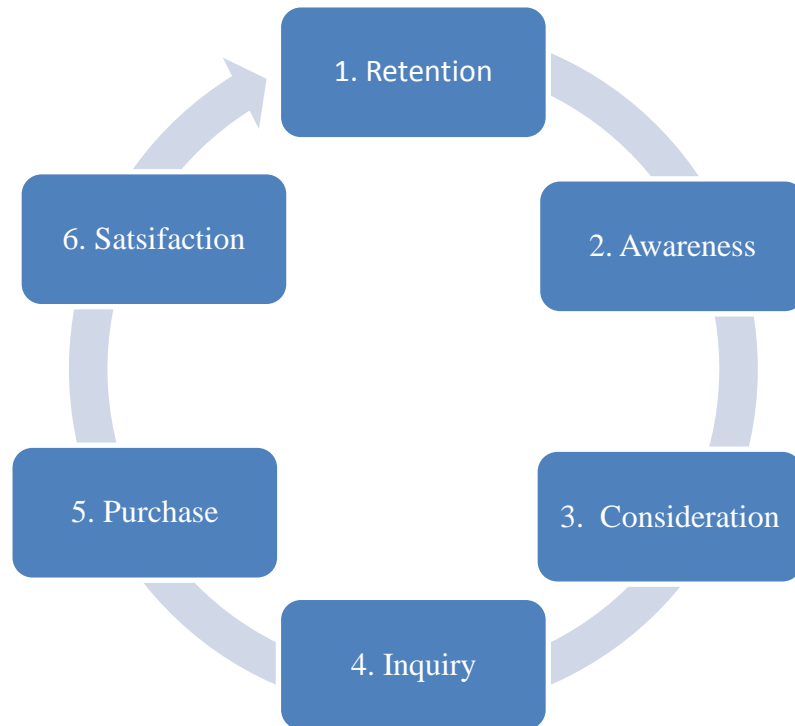 1. Retention
2. Awareness
3. Consideration
4. Inquiry
5. Purchase
6. Satsifaction